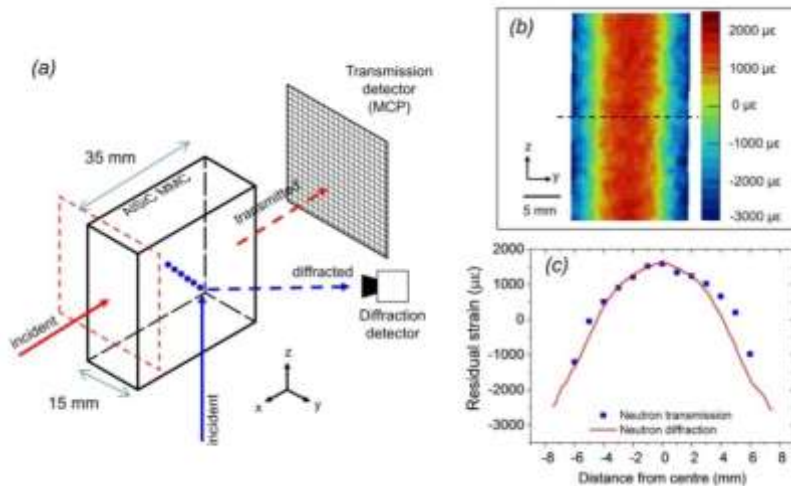 (a)
Transmission
detector
(MCP)
35 mm
AlSiC MMC
transmitted
diffracted
Diffraction
detector
incident
15 mm
incident
z
x
y
(b)
2000 µε
1000 µε
0 µε
-1000 µε
-2000 µε
-3000 µε
z
y
5 mm
(c)
Residual strain (µε)
2000
1000
0
-1000
-2000
-3000
Neutron transmission
Neutron diffraction
-8 -6 -4 -2 0 2 4 6 8
Distance from centre (mm)